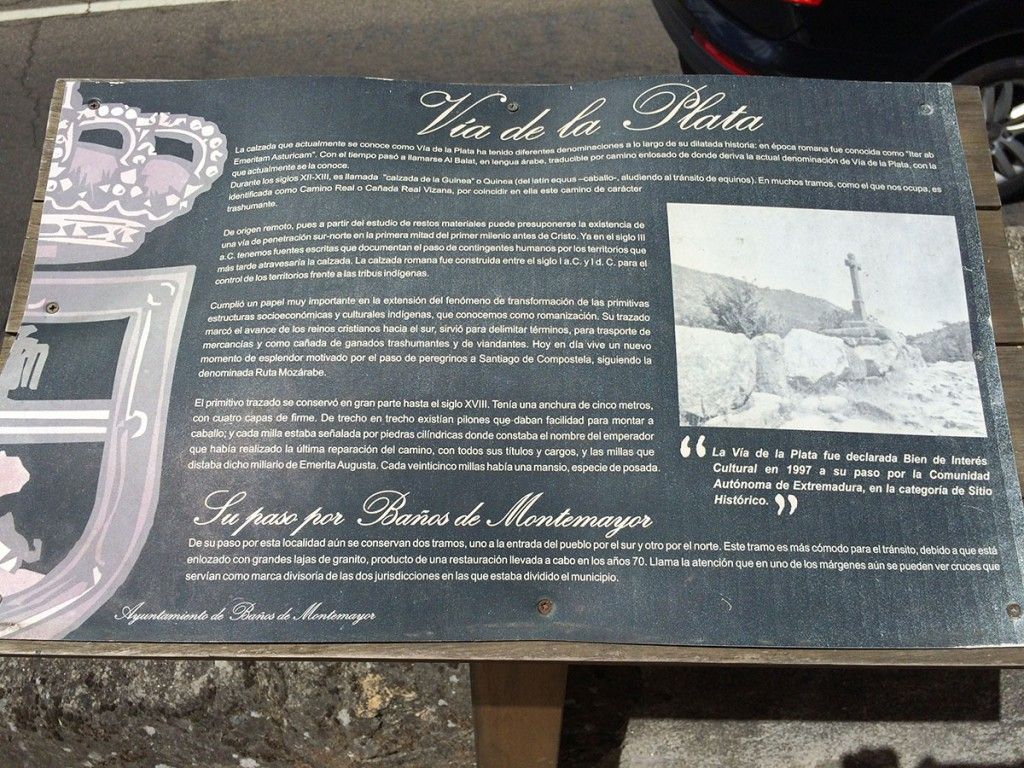 Vía de la Plata
La calzada que actualmente se conoce como Vía de la Plata ha tenido diferentes denominaciones a lo largo de su dilatada historia: en época romana fue conocida como "Iter ab
Emeritam Asturicam". Con el tiempo pasó a llamarse Al Balat, en lengua árabe, traducible por camino enlosado de donde deriva la actual denominación de Vía de la Plata, con la
que actualmente se la conoce.
Durante los siglos XII-XIII, es llamada "calzada de la Guinea" o Guinea (del latín equus –caballo-, aludiendo al tránsito de equinos). En muchos tramos, como el que nos ocupa, es
identificada como Camino Real o Cañada Real Vizana, por coincidir en ella este camino de carácter
trashumante.
De origen remoto, pues a partir del estudio de restos materiales puede presuponerse la existencia de
una vía de penetración sur-norte en la primera mitad del primer milenio antes de Cristo. Ya en el siglo III
a.C. tenemos fuentes escritas que documentan el paso de contingentes humanos por los territorios que
más tarde atravesaría la calzada. La calzada romana fue construida entre el siglo I a.C. y I d. C. para el
control de los territorios frente a las tribus indígenas.
Cumplió un papel muy importante en la extensión del fenómeno de transformación de las primitivas
estructuras socioeconómicas y culturales indígenas, que conocemos como romanización. Su trazado
marcó el avance de los reinos cristianos hacia el sur, sirvió para delimitar términos, para trasporte de
mercancías y como cañada de ganados trashumantes y de viandantes. Hoy en día vive un nuevo
momento de esplendor motivado por el paso de peregrinos a Santiago de Compostela, siguiendo la
denominada Ruta Mozárabe.
El primitivo trazado se conservó en gran parte hasta el siglo XVIII. Tenía una anchura de cinco metros,
con cuatro capas de firme. De trecho en trecho existían pilones que daban facilidad para montar a
caballo; y cada milla estaba señalada por piedras cilíndricas donde constaba el nombre del emperador
que había realizado la última reparación del camino, con todos sus títulos y cargos, y las millas que
distaba dicho miliario de Emerita Augusta. Cada veinticinco millas había una mansio, especie de posada.
“ La Vía de la Plata fue declarada Bien de Interés
Cultural en 1997 a su paso por la Comunidad
Autónoma de Extremadura, en la categoría de Sitio
Histórico. ”
Su paso por Baños de Montemayor
De su paso por esta localidad aún se conservan dos tramos, uno a la entrada del pueblo por el sur y otro por el norte. Este tramo es más cómodo para el tránsito, debido a que está
enlozado con grandes lajas de granito, producto de una restauración llevada a cabo en los años 70. Llama la atención que en uno de los márgenes aún se pueden ver cruces que
servían como marca divisoria de las dos jurisdicciones en las que estaba dividido el municipio.
Ayuntamiento de Baños de Montemayor